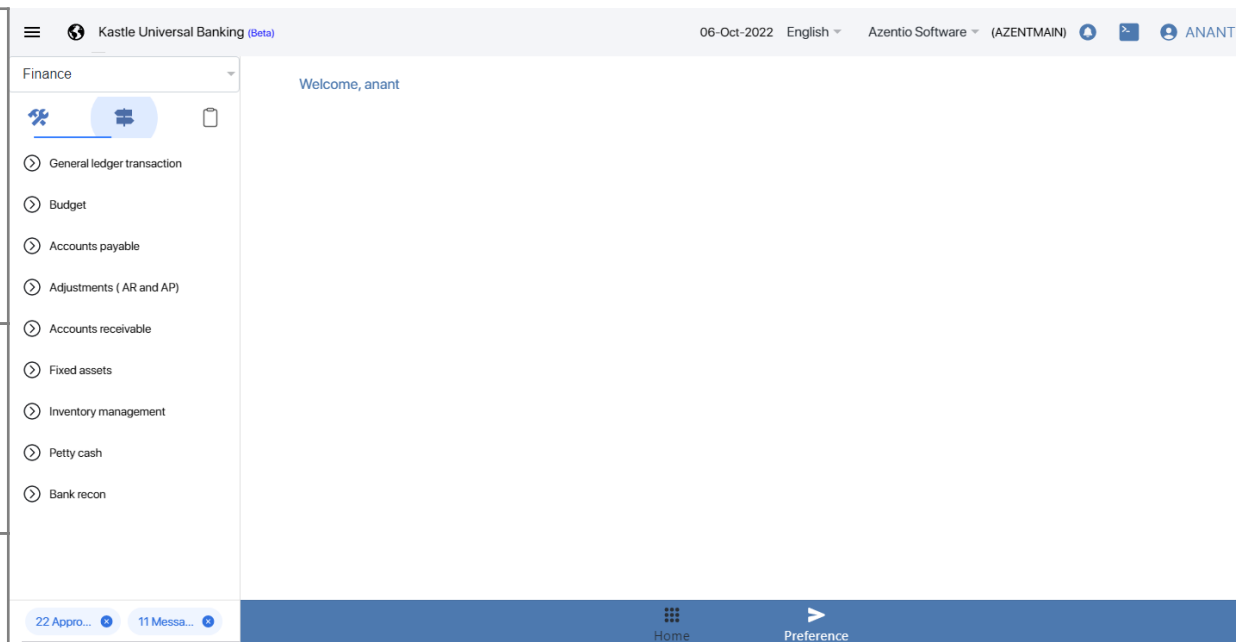 Kastle Universal Banking (Beta)
06-Oct-2022 English Azentio Software (AZENTMAIN) ANANT
Finance
Welcome, anant
General ledger transaction
Budget
Accounts payable
Adjustments ( AR and AP)
Accounts receivable
Fixed assets
Inventory management
Petty cash
Bank recon
22 Appro... 11 Messa...
Home Preference